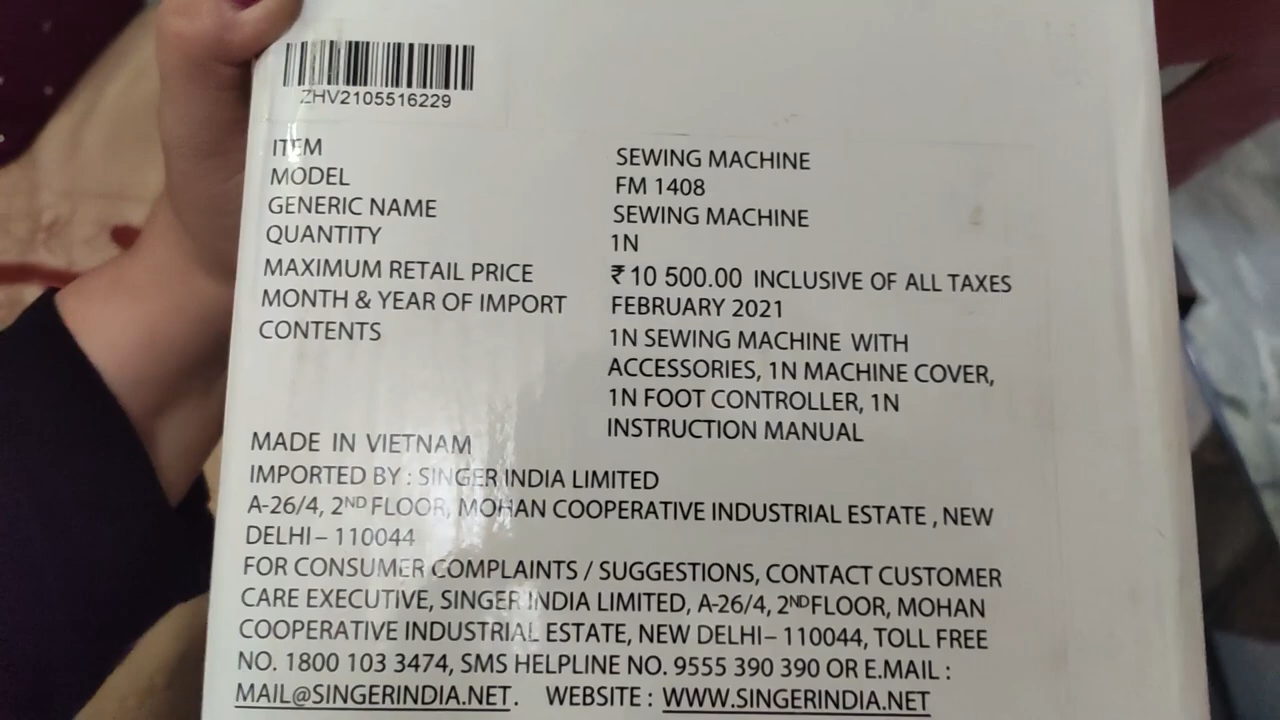 ZHV2105516229
ITEM SEWING MACHINE
MODEL FM 1408
GENERIC NAME SEWING MACHINE
QUANTITY 1N
MAXIMUM RETAIL PRICE ₹ 10 500.00 INCLUSIVE OF ALL TAXES
MONTH & YEAR OF IMPORT FEBRUARY 2021
CONTENTS 1N SEWING MACHINE WITH
ACCESSORIES, 1N MACHINE COVER,
1N FOOT CONTROLLER, 1N
INSTRUCTION MANUAL
MADE IN VIETNAM
IMPORTED BY : SINGER INDIA LIMITED
A-26/4, 2ND FLOOR, MOHAN COOPERATIVE INDUSTRIAL ESTATE , NEW
DELHI – 110044
FOR CONSUMER COMPLAINTS / SUGGESTIONS, CONTACT CUSTOMER
CARE EXECUTIVE, SINGER INDIA LIMITED, A-26/4, 2ND FLOOR, MOHAN
COOPERATIVE INDUSTRIAL ESTATE, NEW DELHI – 110044, TOLL FREE
NO. 1800 103 3474, SMS HELPLINE NO. 9555 390 390 OR E.MAIL :
MAIL@SINGERINDIA.NET. WEBSITE : WWW.SINGERINDIA.NET